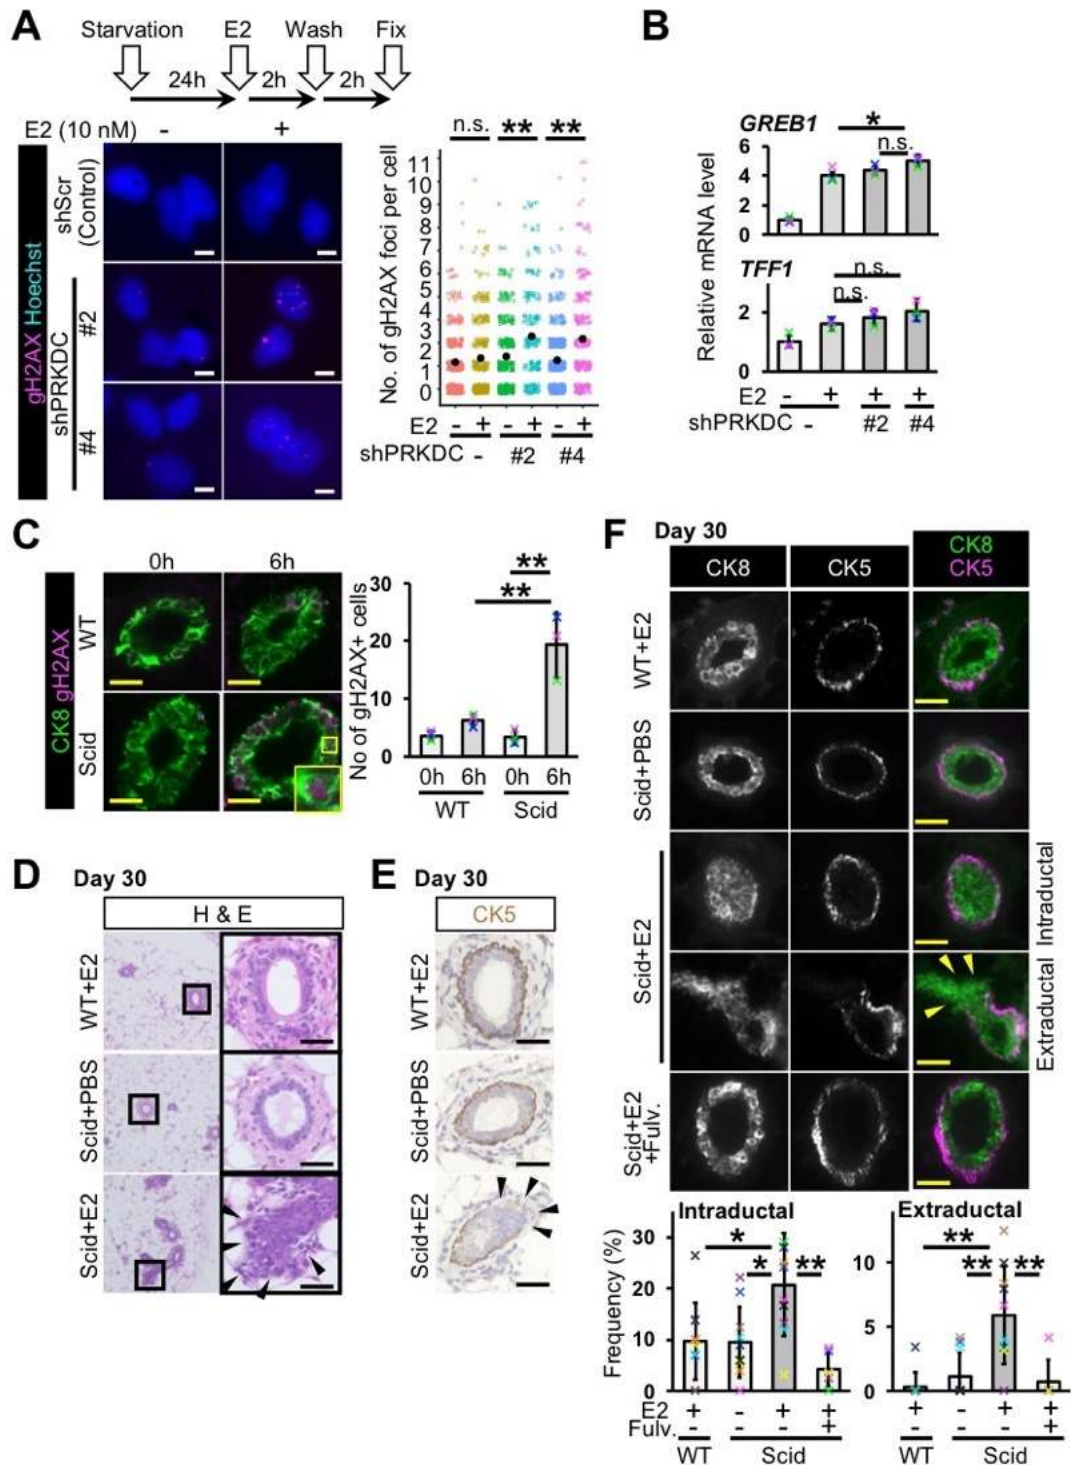 A
Starvation E2 Wash Fix
24h 2h 2h
E2 (10 nM) - +
gH2AX Hoechst
shScr
(Control)
shPRKDC
#2
#4
n.s. ** **
No. of gH2AX foci per cell
11
10
9
8
7
6
5
4
3
2
1
0
E2 - + - + - +
shPRKDC - #2 #4
B
Relative mRNA level
GREB1
*
n.s.
6
4
2
0
TFF1
n.s.
n.s.
2
0
E2 - + + +
shPRKDC - #2 #4
C
0h 6h
CK8 gH2AX
WT
Scid
No of gH2AX+ cells
**
**
30
20
10
0
0h 6h 0h 6h
WT Scid
D Day 30
H & E
WT+E2
Scid+PBS
Scid+E2
E Day 30
CK5
WT+E2
Scid+PBS
Scid+E2
F Day 30
CK8 CK5 CK8
CK5
WT+E2
Scid+PBS
Scid+E2
Intraductal
Extraductal
Scid+E2
+Fulv.
Frequency (%)
Intraductal
*
* **
30
20
10
0
Extraductal
**
** **
10
5
0
E2 + - + + + - + +
Fulv. - - - + - - - +
WT Scid WT Scid